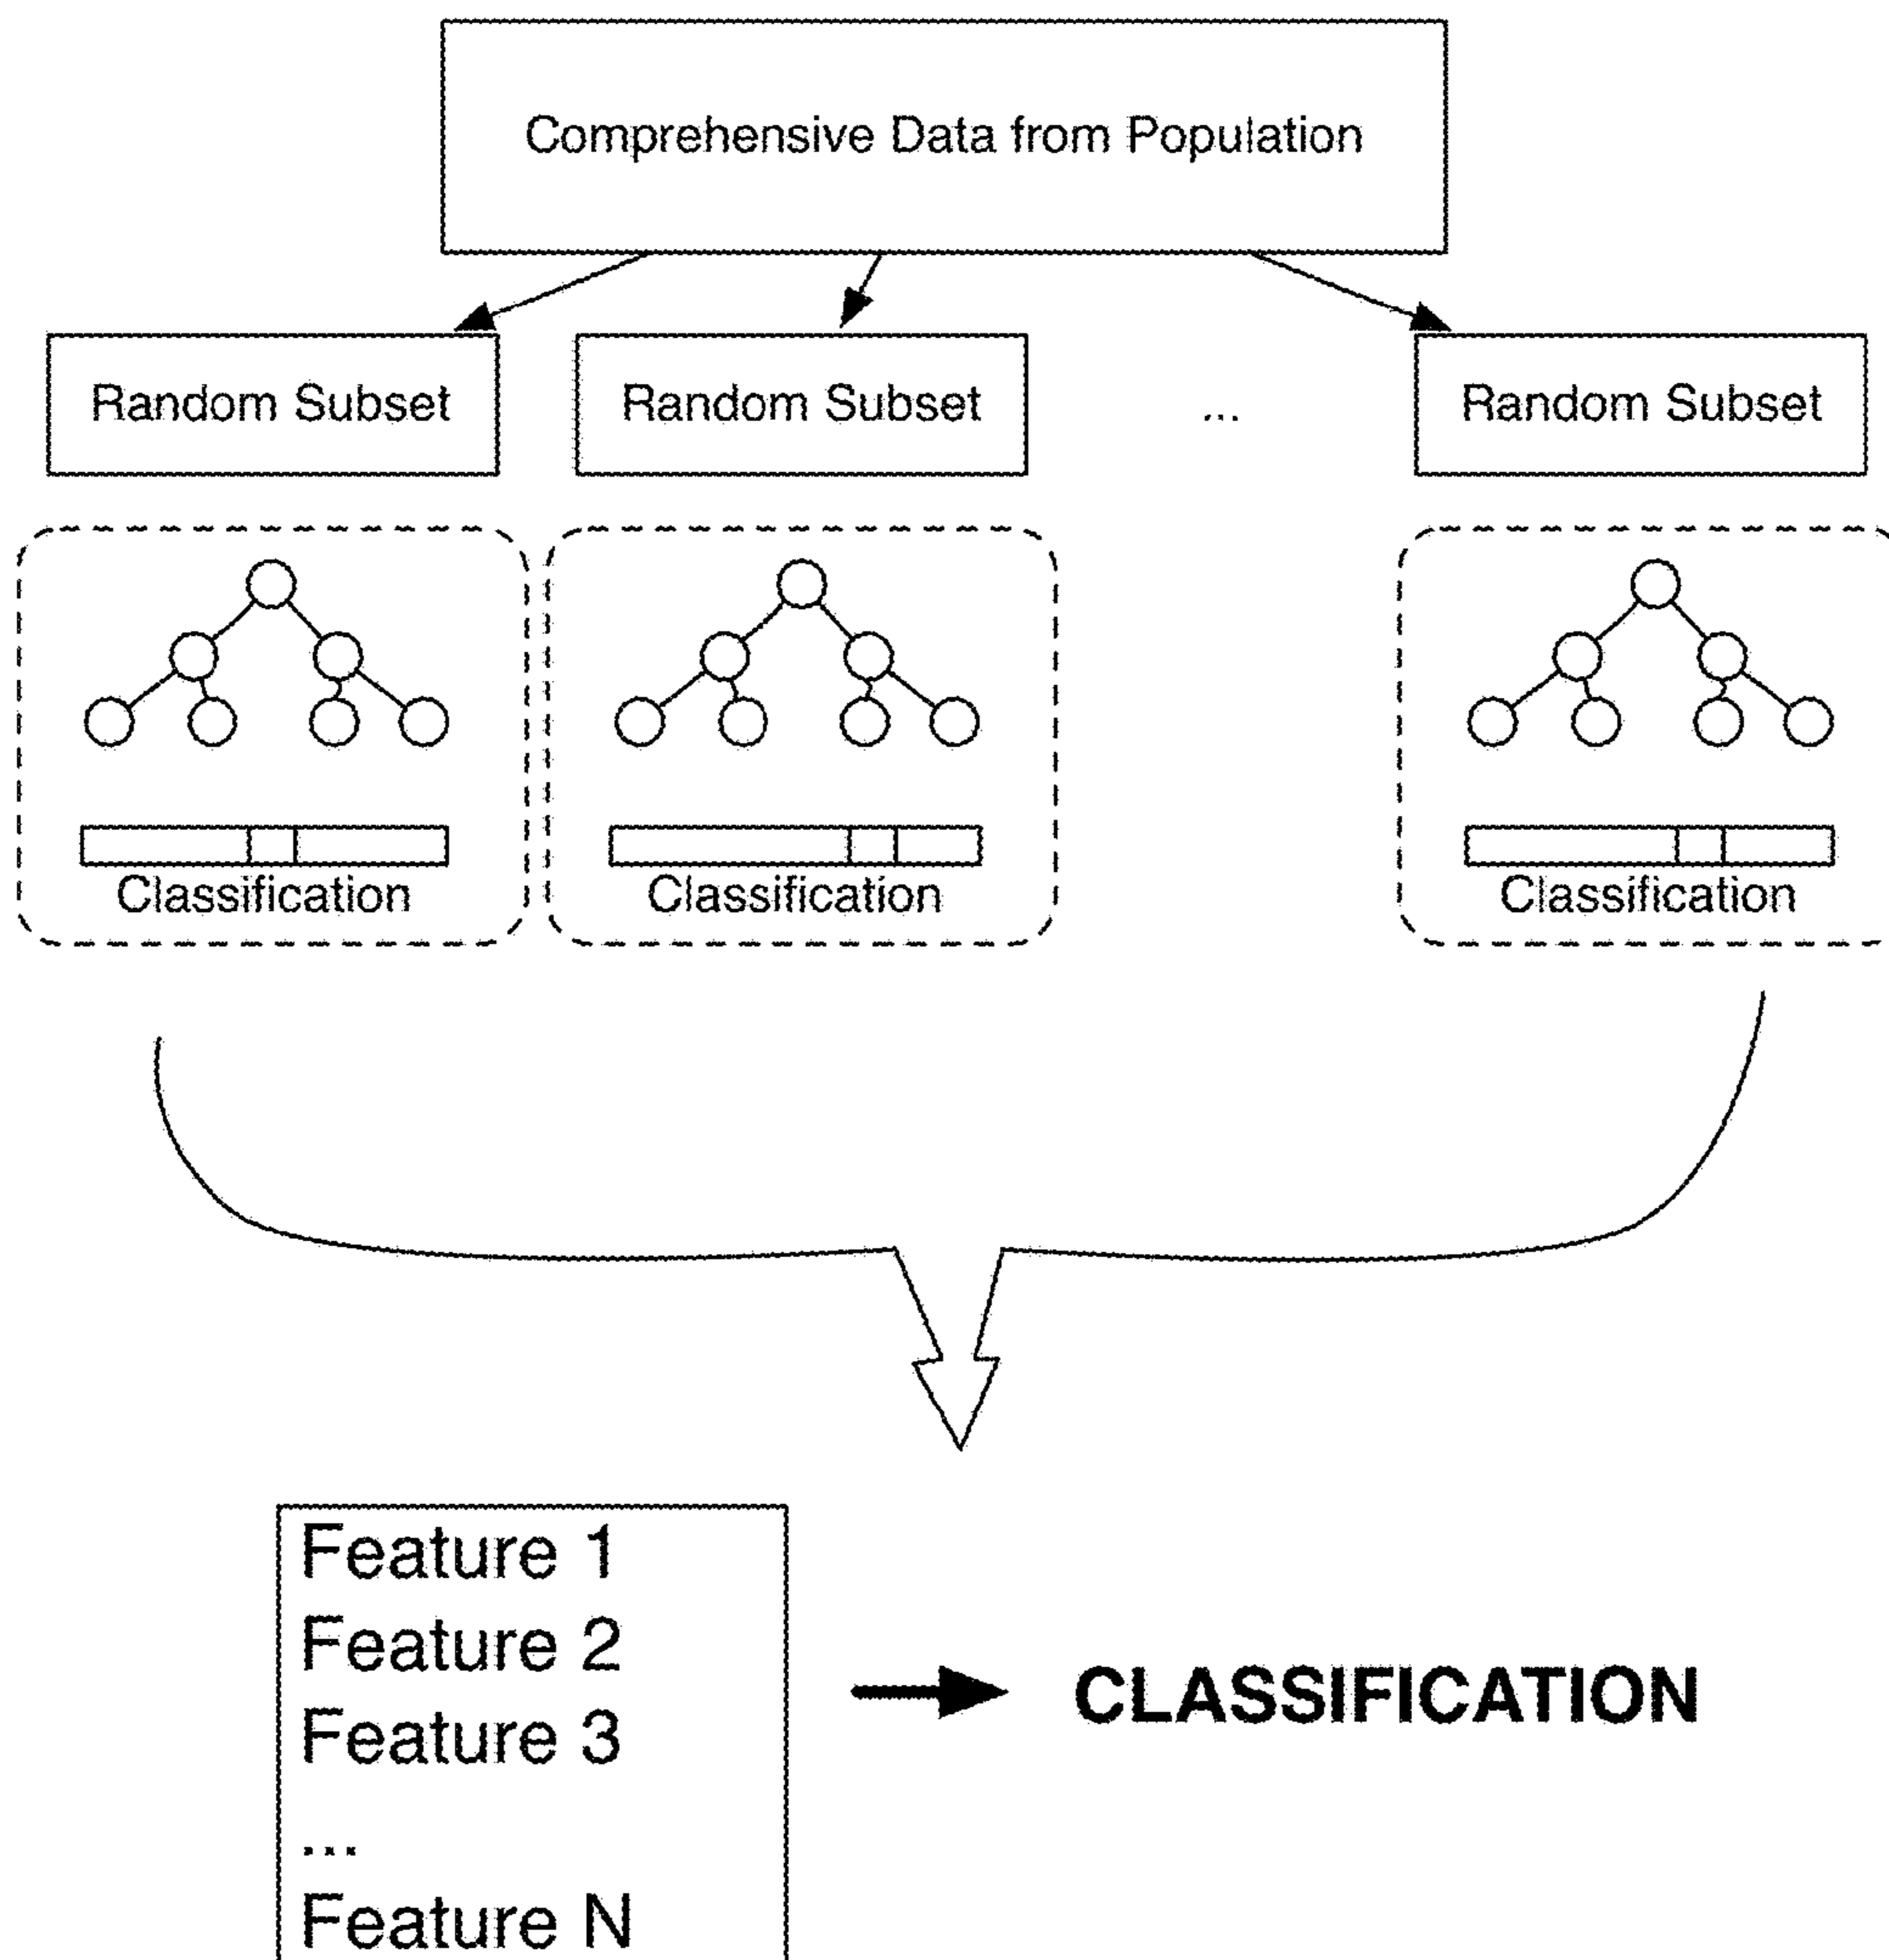 Comprehensive Data from Population
Random Subset
Random Subset
...
Random Subset
Classification
Classification
Classification
Feature 1
Feature 2
Feature 3
...
Feature N
CLASSIFICATION